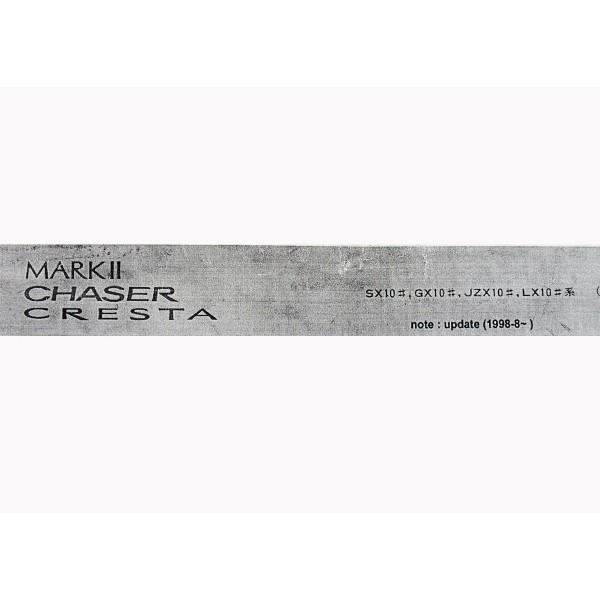 MARKII
CHASER
CRESTA
SX10#, GX10#, JZX10#, LX10#系 (
note : update (1998-8~ )